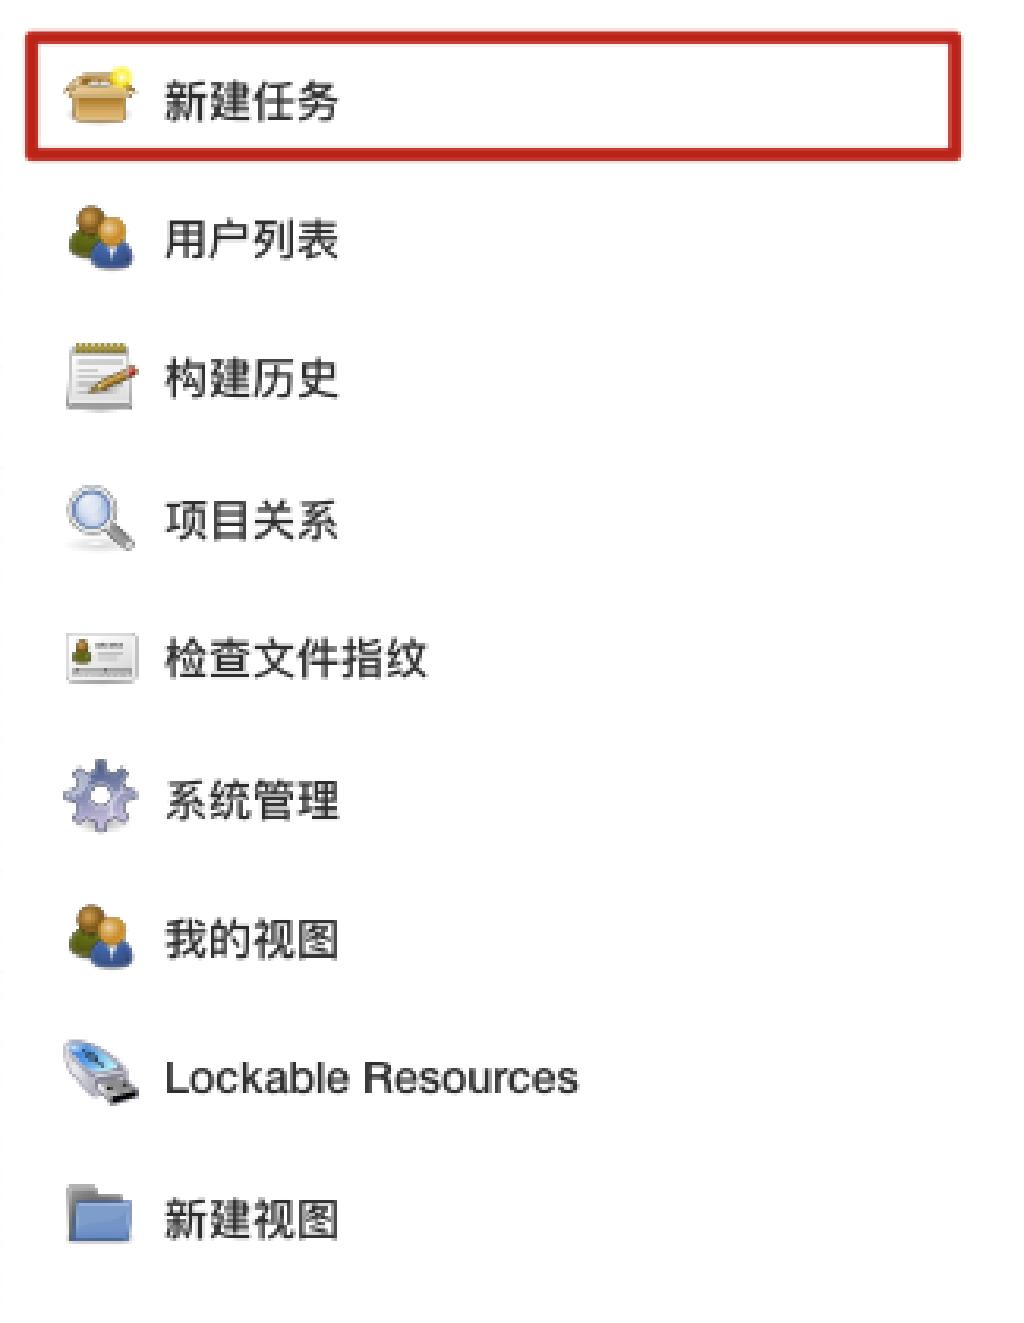 新建任务
用户列表
构建历史
项目关系
检查文件指纹
系统管理
我的视图
Lockable Resources
新建视图